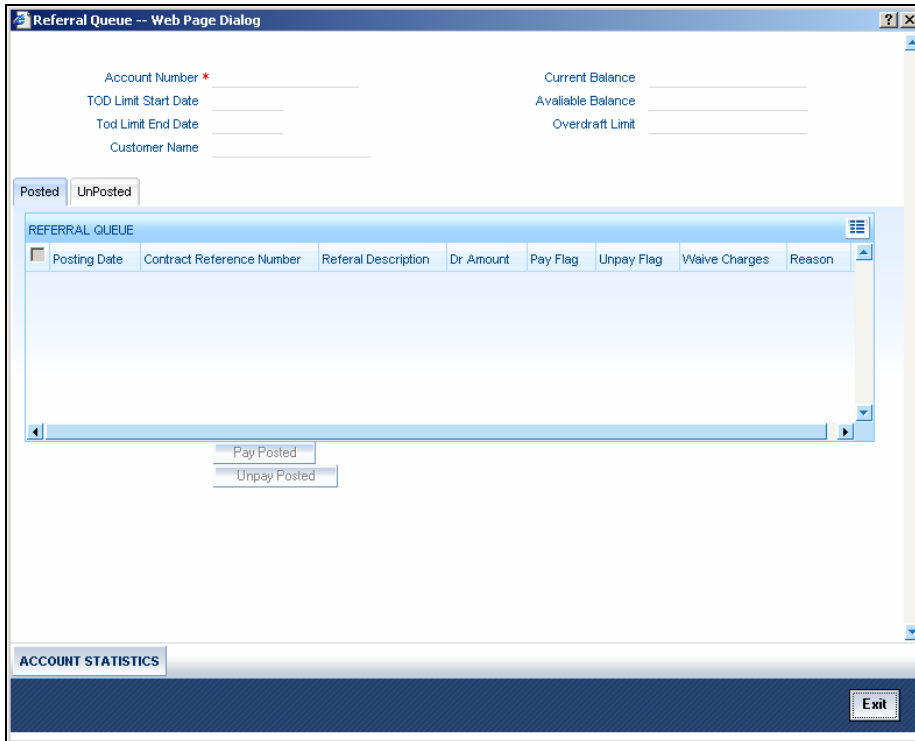 Referral Queue -- Web Page Dialog
? X
Account Number *
Current Balance
TOD Limit Start Date
Avaliable Balance
Tod Limit End Date
Overdraft Limit
Customer Name
Posted UnPosted
REFERRAL QUEUE
Posting Date Contract Reference Number Referal Description Dr Amount Pay Flag Unpay Flag Waive Charges Reason
Pay Posted
Unpay Posted
ACCOUNT STATISTICS
Exit